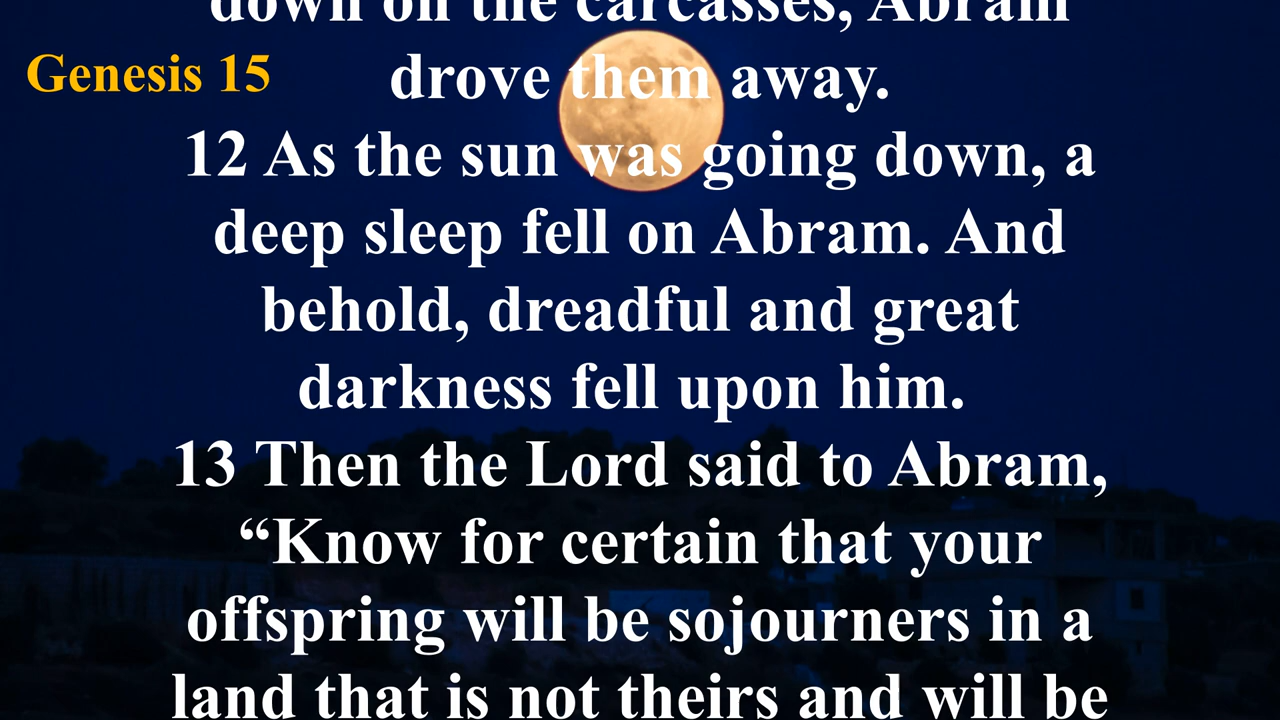 down on the carcasses, Abram
Genesis 15
drove them away.
12 As the sun was going down, a
deep sleep fell on Abram. And
behold, dreadful and great
darkness fell upon him.
13 Then the Lord said to Abram,
“Know for certain that your
offspring will be sojourners in a
land that is not theirs and will be